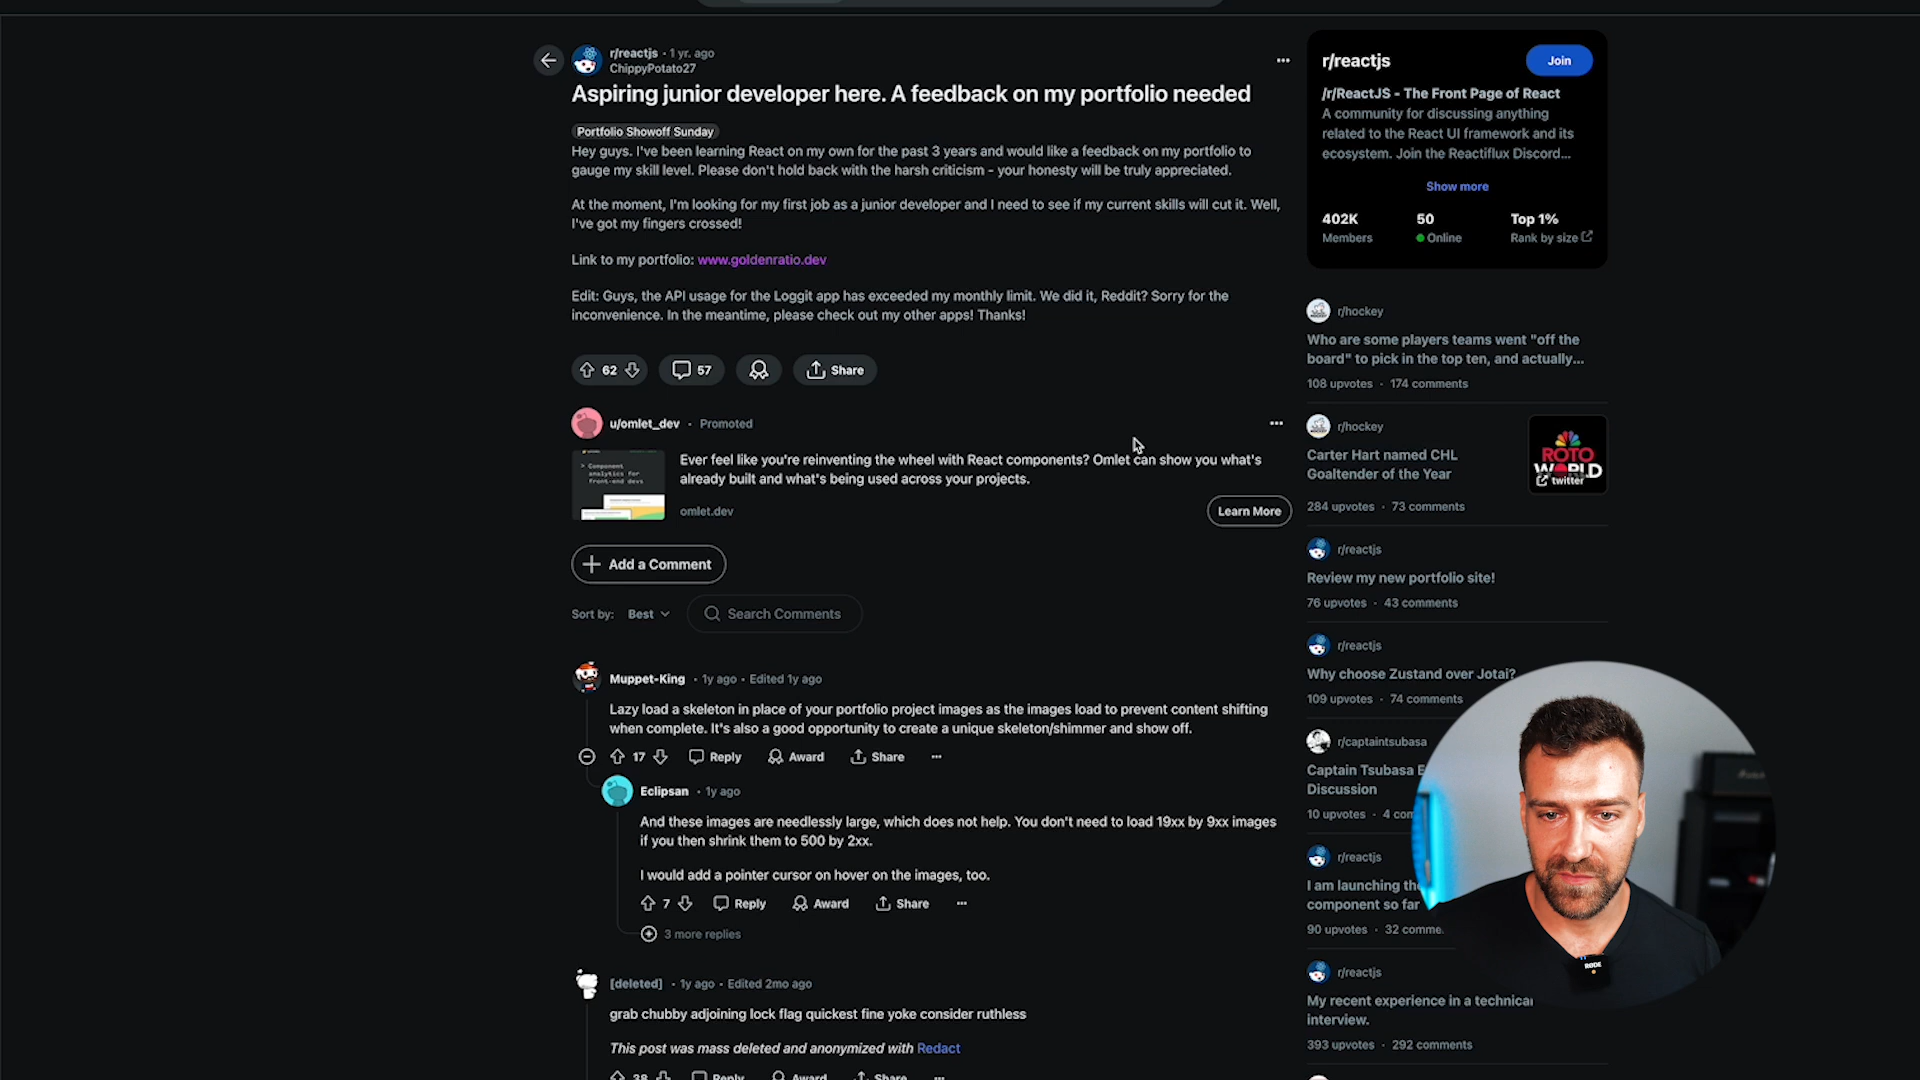 r/reactjs • 1 yr. ago
ChippyPotato27
Aspiring junior developer here. A feedback on my portfolio needed
Portfolio Showoff Sunday
Hey guys. I've been learning React on my own for the past 3 years and would like a feedback on my portfolio to
gauge my skill level. Please don't hold back with the harsh criticism - your honesty will be truly appreciated.
At the moment, I'm looking for my first job as a junior developer and I need to see if my current skills will cut it. Well,
I've got my fingers crossed!
Link to my portfolio: www.goldenratio.dev
Edit: Guys, the API usage for the Loggit app has exceeded my monthly limit. We did it, Reddit? Sorry for the
inconvenience. In the meantime, please check out my other apps! Thanks!
62
57
Share
u/omlet_dev • Promoted
> Component
analytics for
front-end devs
Ever feel like you're reinventing the wheel with React components? Omlet can show you what's
already built and what's being used across your projects.
omlet.dev
Learn More
Add a Comment
Sort by: Best
Search Comments
Muppet-King • 1y ago • Edited 1y ago
Lazy load a skeleton in place of your portfolio project images as the images load to prevent content shifting
when complete. It's also a good opportunity to create a unique skeleton/shimmer and show off.
17 Reply Award Share
Eclipsan • 1y ago
And these images are needlessly large, which does not help. You don't need to load 19xx by 9xx images
if you then shrink them to 500 by 2xx.
I would add a pointer cursor on hover on the images, too.
7 Reply Award Share
3 more replies
[deleted] • 1y ago • Edited 2mo ago
grab chubby adjoining lock flag quickest fine yoke consider ruthless
This post was mass deleted and anonymized with Redact
38 Reply Award Share
r/reactjs
Join
/r/ReactJS - The Front Page of React
A community for discussing anything
related to the React UI framework and its
ecosystem. Join the Reactiflux Discord...
Show more
402K 50 Top 1%
Members Online Rank by size
r/hockey
Who are some players teams went "off the
board" to pick in the top ten, and actually...
108 upvotes • 174 comments
r/hockey
Carter Hart named CHL
Goaltender of the Year
ROTO
WORLD
twitter
284 upvotes • 73 comments
r/reactjs
Review my new portfolio site!
76 upvotes • 43 comments
r/reactjs
Why choose Zustand over Jotai?
109 upvotes • 74 comments
r/captaintsubasa
Captain Tsubasa E
Discussion
10 upvotes • 4 com
r/reactjs
I am launching the
component so far
90 upvotes • 32 comme
r/reactjs
My recent experience in a technical
interview.
393 upvotes • 292 comments
RØDE